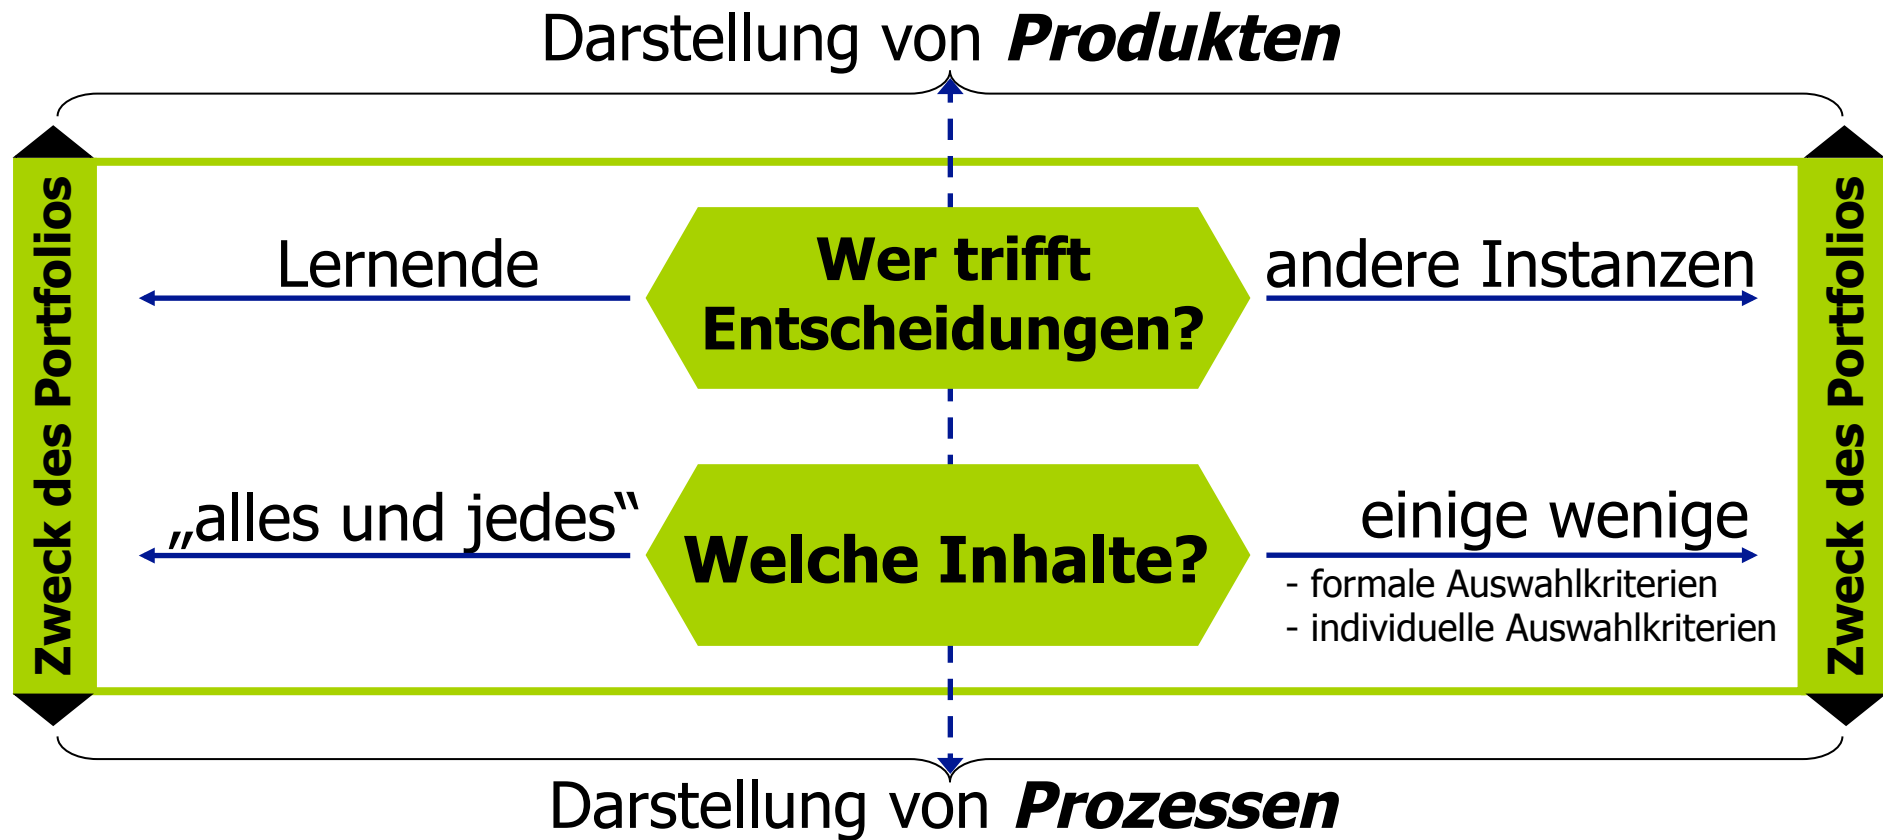 Darstellung von Produkten
Zweck des Portfolios
Lernende
Wer trifft
Entscheidungen?
andere Instanzen
„alles und jedes“
Welche Inhalte?
einige wenige
- formale Auswahlkriterien
- individuelle Auswahlkriterien
Zweck des Portfolios
Darstellung von Prozessen